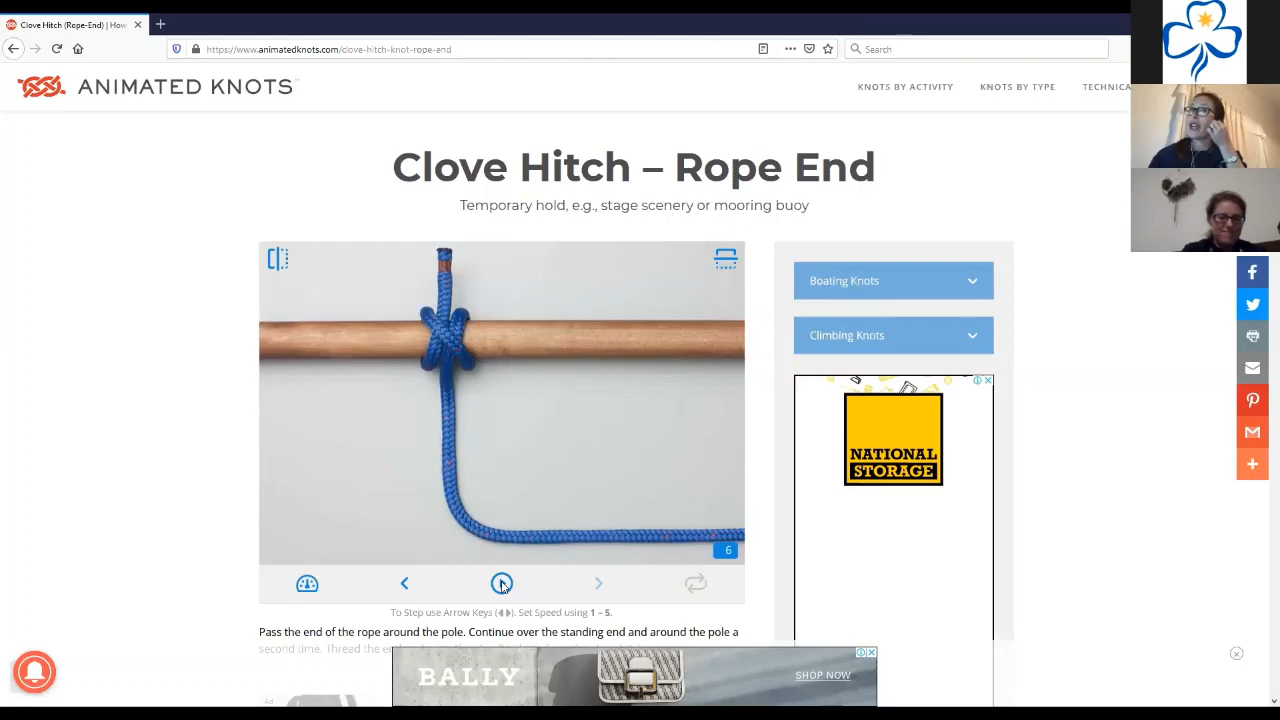 Clove Hitch (Rope-End) | How
https://www.animatedknots.com/clove-hitch-knot-rope-end
Search
ANIMATED KNOTS
KNOTS BY ACTIVITY
KNOTS BY TYPE
TECHNICA
Clove Hitch – Rope End
Temporary hold, e.g., stage scenery or mooring buoy
Boating Knots
Climbing Knots
NATIONAL
STORAGE
6
To Step use Arrow Keys (◀▶). Set Speed using 1 – 5.
Pass the end of the rope around the pole. Continue over the standing end and around the pole a
second time. Thread the en
BALLY
SHOP NOW
Ad